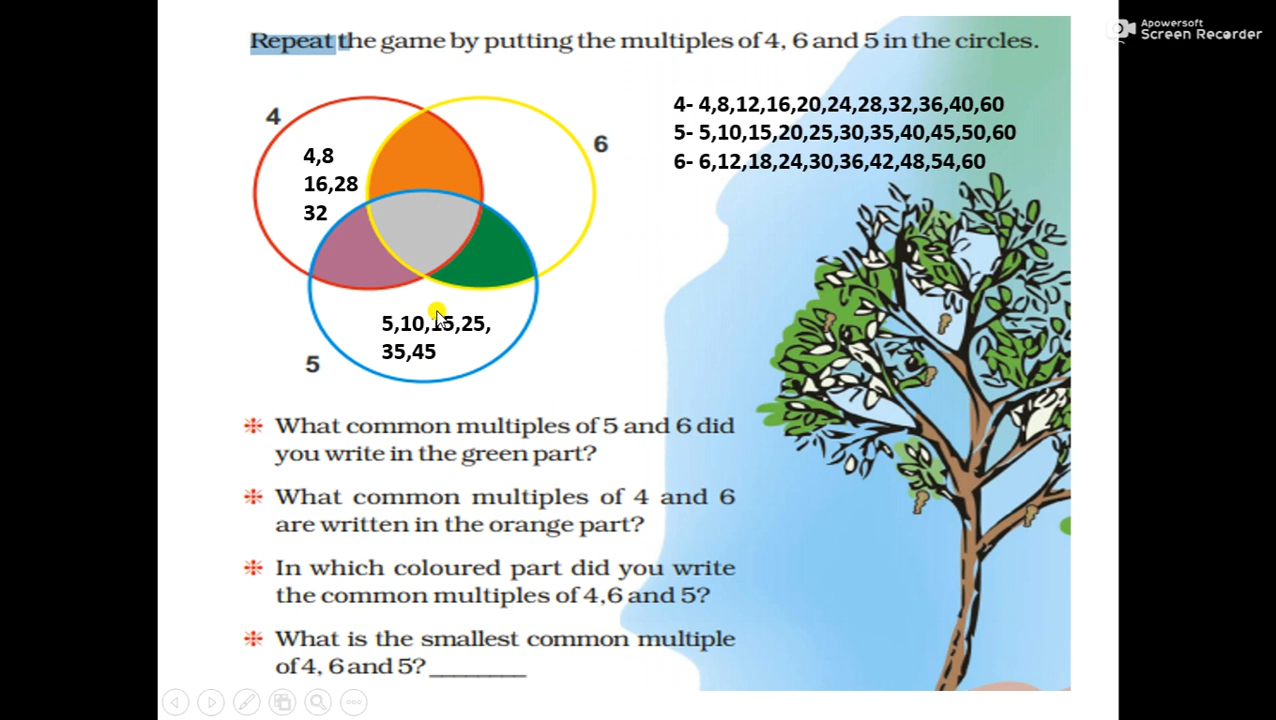 Apowersoft
Screen Recorder
Repeat the game by putting the multiples of 4, 6 and 5 in the circles.
4
6
4,8
16,28
32
5,10,15,25,
35,45
5
4- 4,8,12,16,20,24,28,32,36,40,60
5- 5,10,15,20,25,30,35,40,45,50,60
6- 6,12,18,24,30,36,42,48,54,60
What common multiples of 5 and 6 did
you write in the green part?
What common multiples of 4 and 6
are written in the orange part?
In which coloured part did you write
the common multiples of 4,6 and 5?
What is the smallest common multiple
of 4, 6 and 5? ________